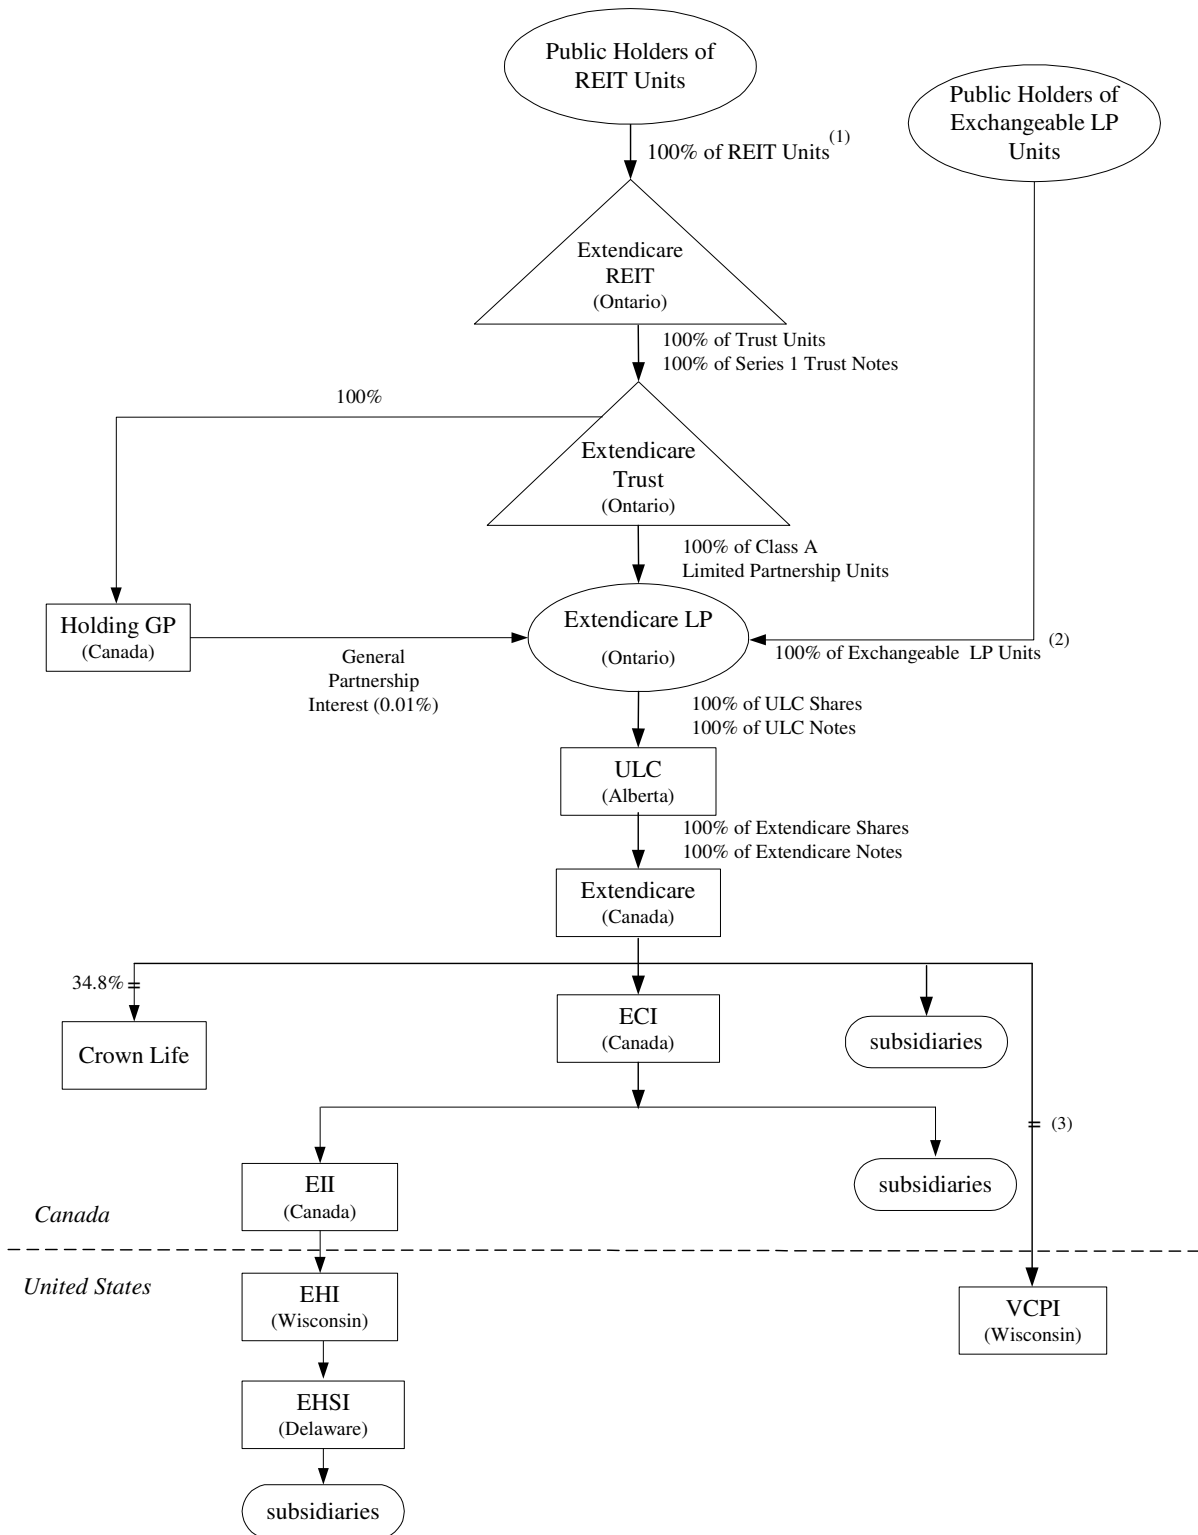 Public Holders of
REIT Units
Public Holders of
Exchangeable LP
Units
100% of REIT Units (1)
Extendicare
REIT
(Ontario)
100% of Trust Units
100% of Series 1 Trust Notes
100%
Extendicare
Trust
(Ontario)
100% of Class A
Limited Partnership Units
Holding GP
(Canada)
General
Partnership
Interest (0.01%)
Extendicare LP
(Ontario)
100% of Exchangeable LP Units (2)
100% of ULC Shares
100% of ULC Notes
ULC
(Alberta)
100% of Extendicare Shares
100% of Extendicare Notes
Extendicare
(Canada)
34.8%
Crown Life
ECI
(Canada)
subsidiaries
(3)
EII
(Canada)
subsidiaries
Canada
United States
EHI
(Wisconsin)
VCPI
(Wisconsin)
EHSI
(Delaware)
subsidiaries